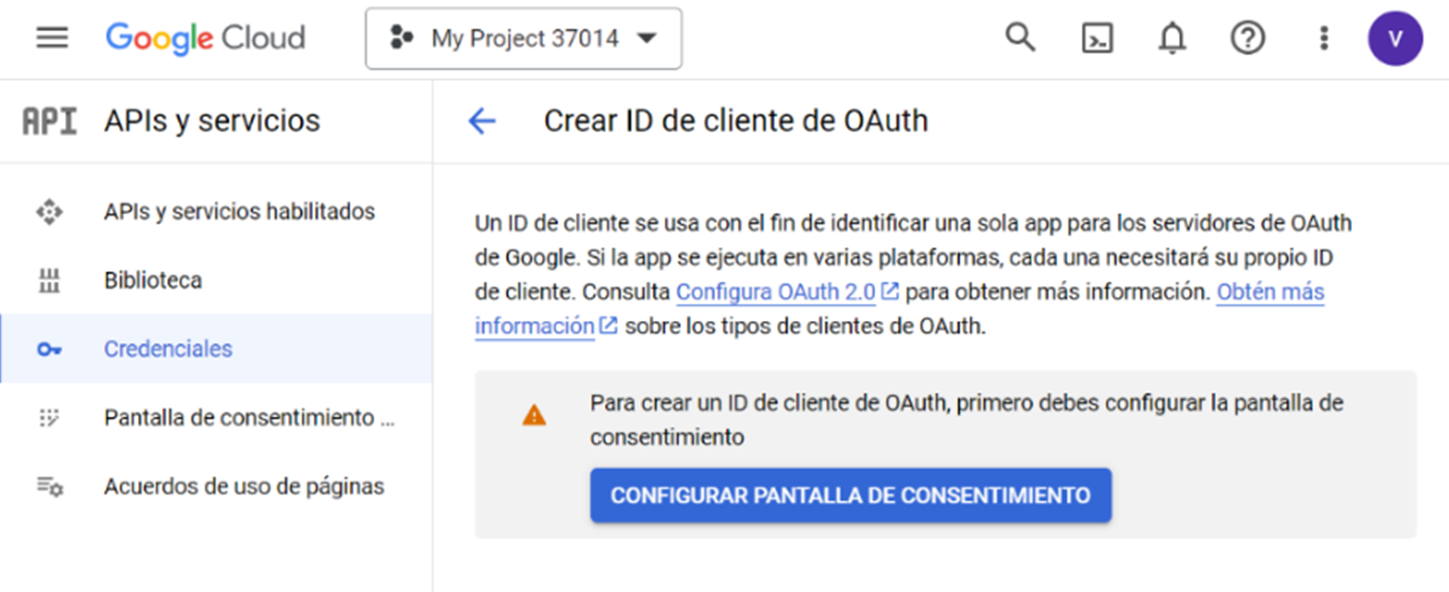 Google Cloud
My Project 37014
V
API
APIs y servicios
Crear ID de cliente de OAuth
APIs y servicios habilitados
Biblioteca
Credenciales
Pantalla de consentimiento ...
Acuerdos de uso de páginas
Un ID de cliente se usa con el fin de identificar una sola app para los servidores de OAuth
de Google. Si la app se ejecuta en varias plataformas, cada una necesitará su propio ID
de cliente. Consulta Configura OAuth 2.0 para obtener más información. Obtén más
información sobre los tipos de clientes de OAuth.
Para crear un ID de cliente de OAuth, primero debes configurar la pantalla de
consentimiento
CONFIGURAR PANTALLA DE CONSENTIMIENTO